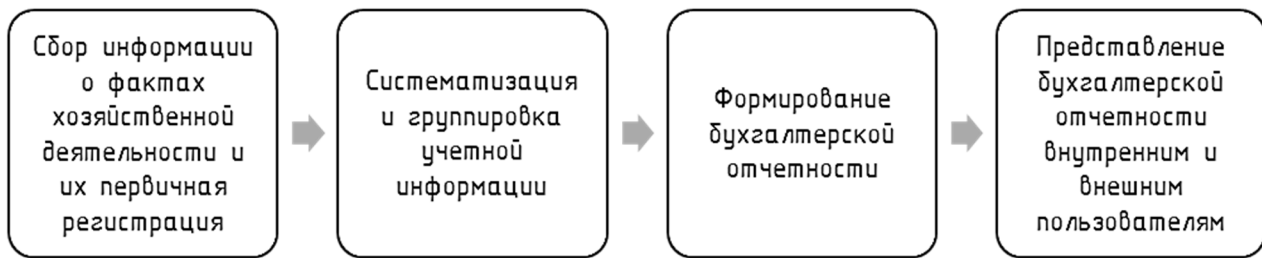 Сбор информации
о фактах
хозяйственной
деятельности и
их первичная
регистрация
Систематизация
и группировка
учетной
информации
Формирование
бухгалтерской
отчетности
Представление
бухгалтерской
отчетности
внутренним и
внешним
пользователям